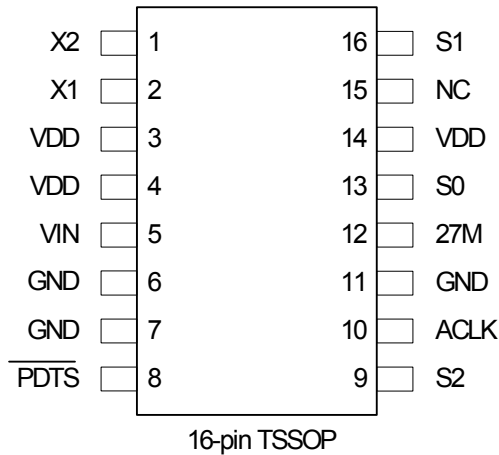 X2 1 16 S1
X1 2 15 NC
VDD 3 14 VDD
VDD 4 13 S0
VIN 5 12 27M
GND 6 11 GND
GND 7 10 ACLK
PDTS 8 9 S2
16-pin TSSOP